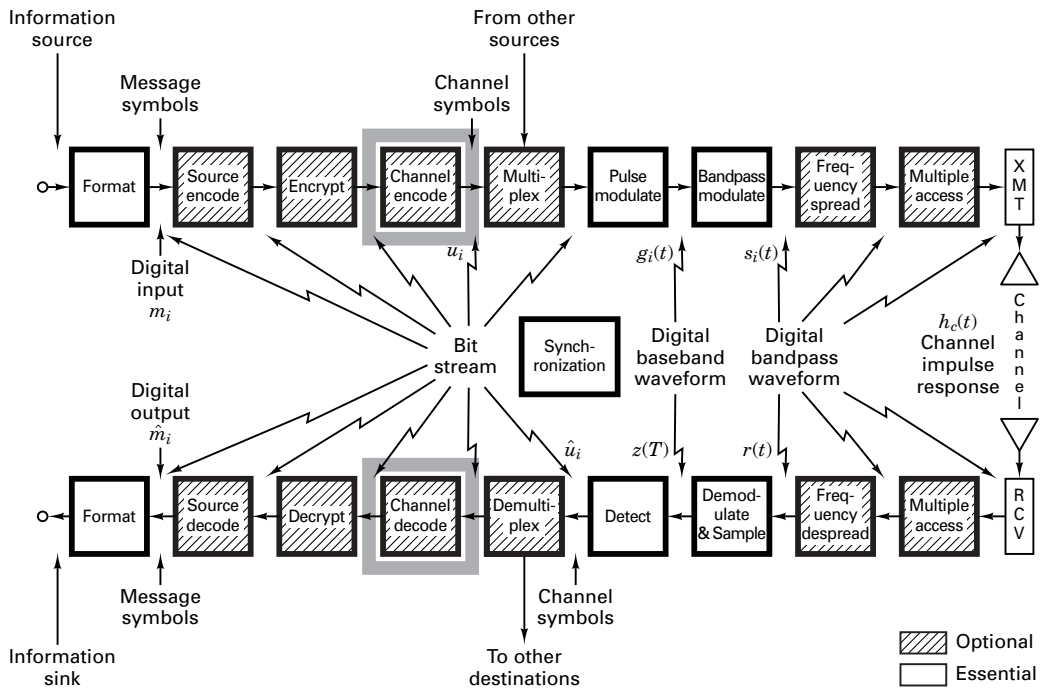 Information
source
From other
sources
Message
symbols
Channel
symbols
Format
Source
encode
Encrypt
Channel
encode
Multi-
plex
Pulse
modulate
Bandpass
modulate
Freq-
uency
spread
Multiple
access
X
M
T
Digital
input
m_i
u_i
g_i(t)
s_i(t)
Bit
stream
Synch-
ronization
Digital
baseband
waveform
Digital
bandpass
waveform
h_c(t)
Channel
impulse
response
C
h
a
n
n
e
l
Digital
output
m̂_i
û_i
z(T)
r(t)
Format
Source
decode
Decrypt
Channel
decode
Demulti-
plex
Detect
Demod-
ulate
& Sample
Freq-
uency
despread
Multiple
access
R
C
V
Message
symbols
Channel
symbols
Information
sink
To other
destinations
Optional
Essential